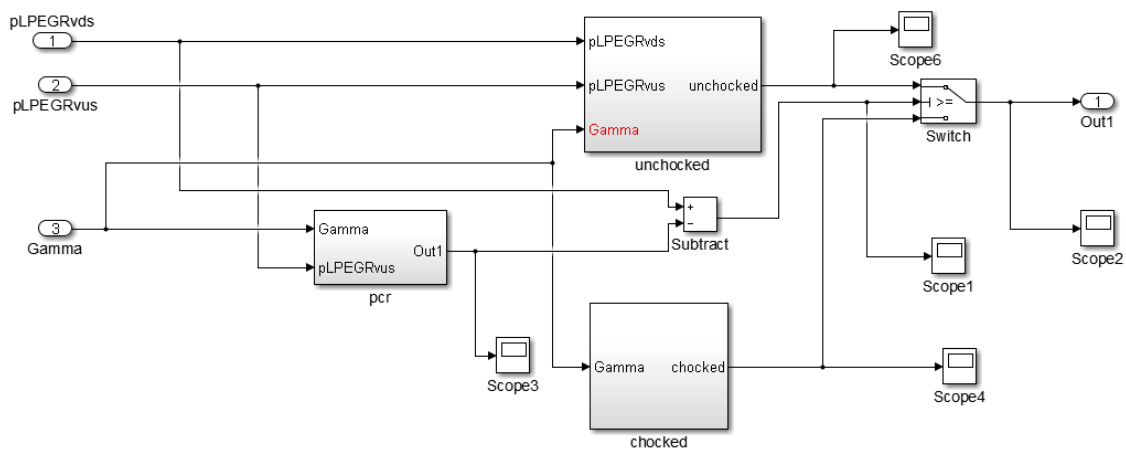 pLPEGRvds
1
2
pLPEGRvus
3
Gamma
pLPEGRvds
pLPEGRvus
Gamma
unchocked
unchocked
Scope6
>=
Switch
1
Out1
Gamma
pLPEGRvus
Out1
pcr
+
−
Subtract
Scope3
Scope1
Scope2
Gamma
chocked
chocked
Scope4